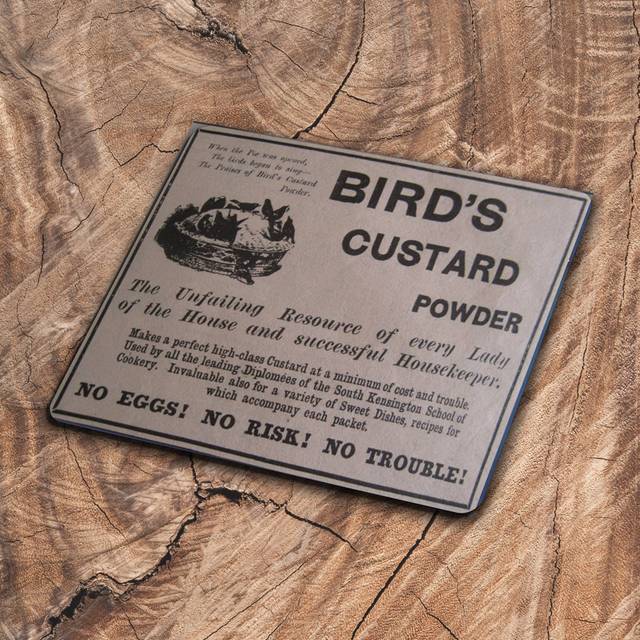 When the Pie was opened,
The birds began to sing—
The Praises of Bird's Custard
Powder.
BIRD'S
CUSTARD
POWDER
The Unfailing Resource of every Lady
of the House and successful Housekeeper.
Makes a perfect high-class Custard at a minimum of cost and trouble.
Used by all the leading Diplomées of the South Kensington School of
Cookery. Invaluable also for a variety of Sweet Dishes, recipes for
which accompany each packet.
NO EGGS! NO RISK! NO TROUBLE!